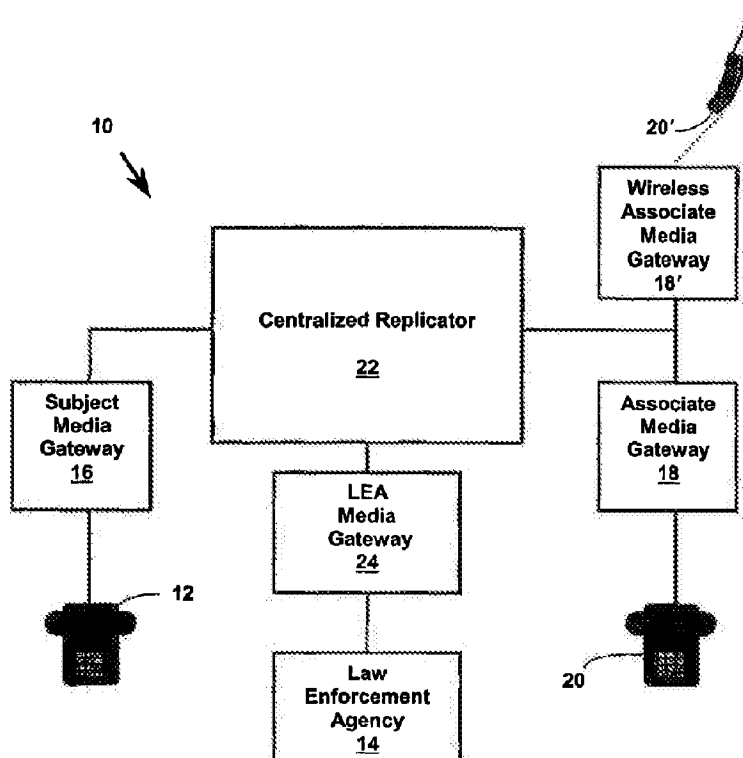 20'
10
Wireless
Associate
Media
Gateway
18'
Centralized Replicator
22
Subject
Media
Gateway
16
Associate
Media
Gateway
18
LEA
Media
Gateway
24
12
20
Law
Enforcement
Agency
14